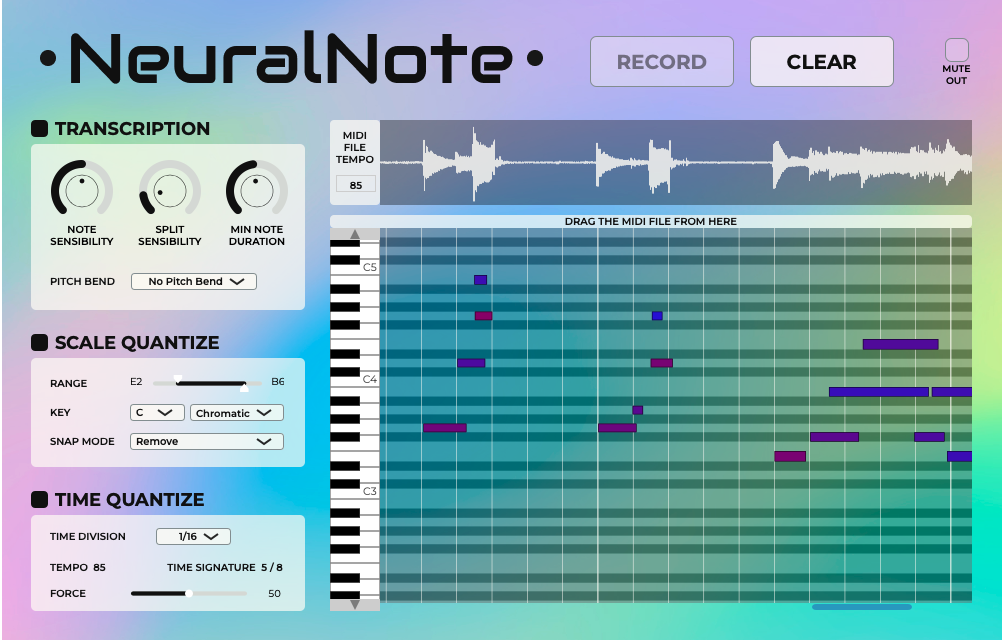 • NeuralNote •
RECORD
CLEAR
MUTE
OUT
TRANSCRIPTION
NOTE
SENSIBILITY
SPLIT
SENSIBILITY
MIN NOTE
DURATION
PITCH BEND
No Pitch Bend
SCALE QUANTIZE
RANGE E2 B6
KEY C Chromatic
SNAP MODE Remove
TIME QUANTIZE
TIME DIVISION 1/16
TEMPO 85 TIME SIGNATURE 5 / 8
FORCE 50
MIDI
FILE
TEMPO
85
DRAG THE MIDI FILE FROM HERE
C5
C4
C3